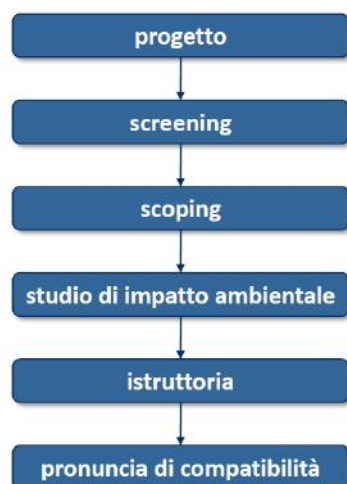 progetto
screening
scoping
studio di impatto ambientale
istruttoria
pronuncia di compatibilità